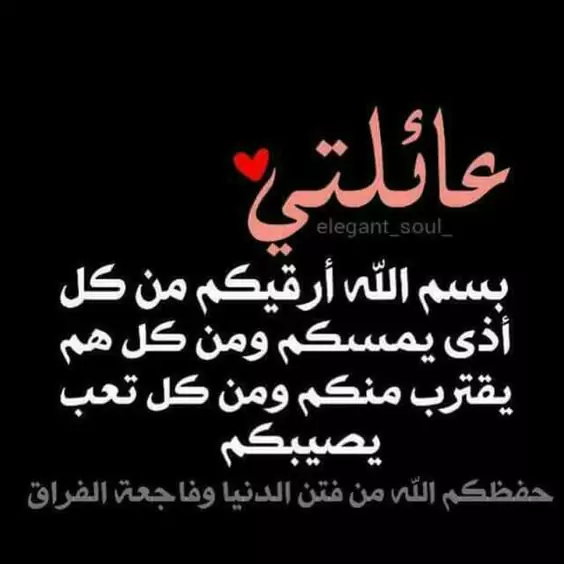 عائلتي
elegant_soul_
بسم الله أرقيكم من كل
أذى يمسكم ومن كل هم
يقترب منكم ومن كل تعب
يصيبكم
حفظكم الله من فتن الدنيا وفاجعة الفراق